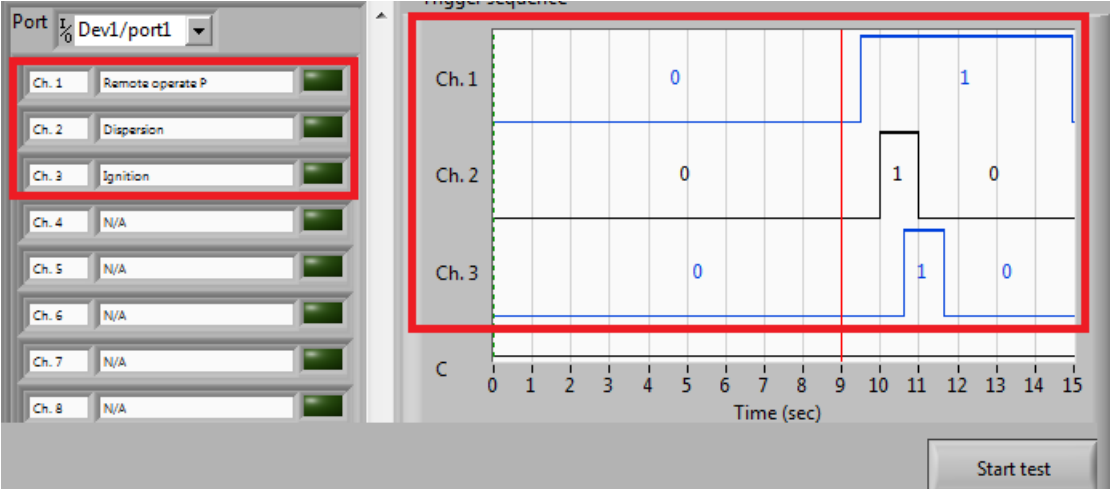 Trigger sequence
Port I/O Dev1/port1
Ch. 1 Remote operate P
Ch. 2 Dispersion
Ch. 3 Ignition
Ch. 4 N/A
Ch. 5 N/A
Ch. 6 N/A
Ch. 7 N/A
Ch. 8 N/A
Ch. 1 0 1
Ch. 2 0 1 0
Ch. 3 0 1 0
C
0 1 2 3 4 5 6 7 8 9 10 11 12 13 14 15
Time (sec)
Start test